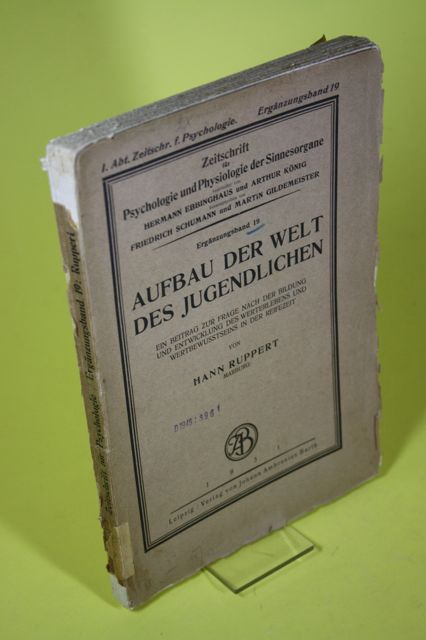 I. Abt. Zeitschr. f. Psychologie. Ergänzungsband 19
Zeitschrift
für
Psychologie und Physiologie der Sinnesorgane
HERMANN EBBINGHAUS und ARTHUR KÖNIG
FRIEDRICH SCHUMANN und MARTIN GILDEMEISTER
Ergänzungsband 19
AUFBAU DER WELT
DES JUGENDLICHEN
EIN BEITRAG ZUR FRAGE NACH DER BILDUNG
UND ENTWICKLUNG DES WERTERLEBENS UND
WERTBEWUSSTSEINS IN DER REIFEZEIT
VON
HANN RUPPERT
MARBURG
1931
Leipzig / Verlag von Johann Ambrosius Barth
Zeitschrift für Psychologie Ergänzungsband 19: Ruppert